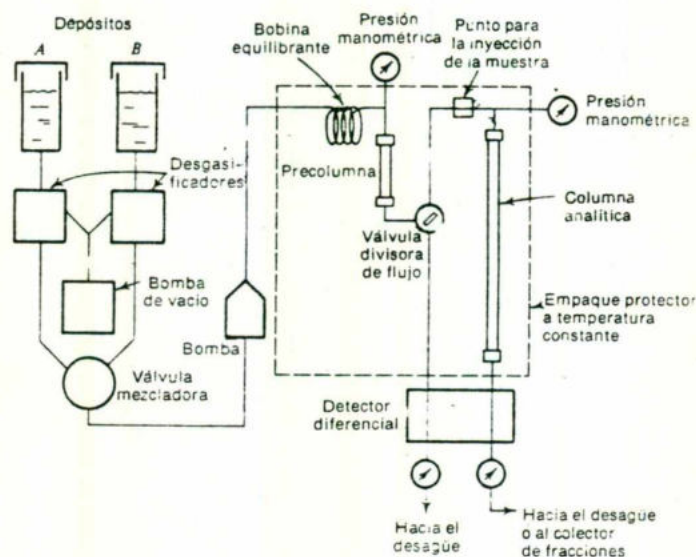 Depósitos
A
B
Desgasi-
ficadores
Bomba
de vacio
Válvula
mezcladora
Bomba
Bobina
equilibrante
Presión
manométrica
Precolumna
Válvula
divisora
de flujo
Punto para
la inyección
de la muestra
Presión
manométrica
Columna
analítica
Empaque protector
a temperatura
constante
Detector
diferencial
Hacia el
desagüe
Hacia el desagüe
o al colector
de fracciones